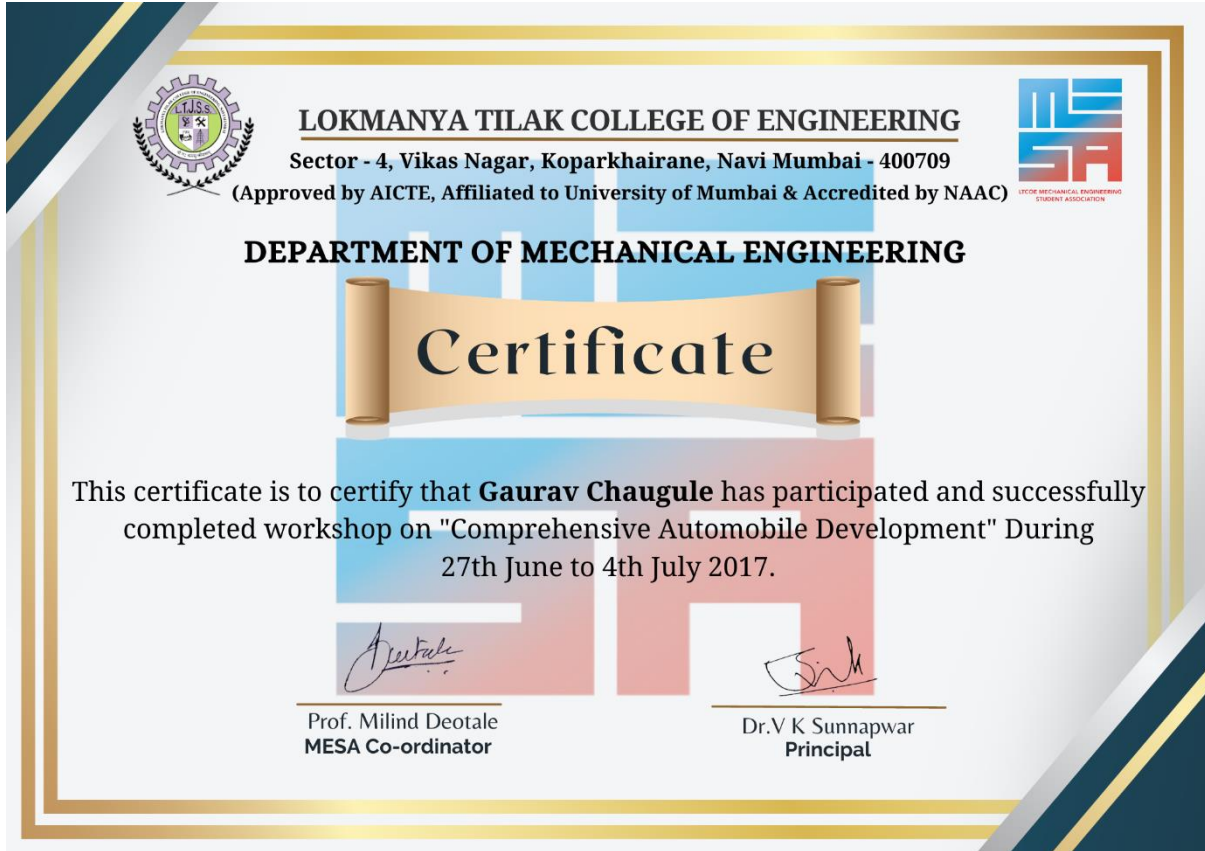 L.T.J.S.S.
LOKMANYA TILAK COLLEGE OF ENGINEERING
Sector - 4, Vikas Nagar, Koparkhairane, Navi Mumbai - 400709
(Approved by AICTE, Affiliated to University of Mumbai & Accredited by NAAC)
MESA
LTCOE MECHANICAL ENGINEERING
STUDENT ASSOCIATION
DEPARTMENT OF MECHANICAL ENGINEERING
Certificate
This certificate is to certify that Gaurav Chaugule has participated and successfully
completed workshop on "Comprehensive Automobile Development" During
27th June to 4th July 2017.
Prof. Milind Deotale
MESA Co-ordinator
Dr.V K Sunnapwar
Principal